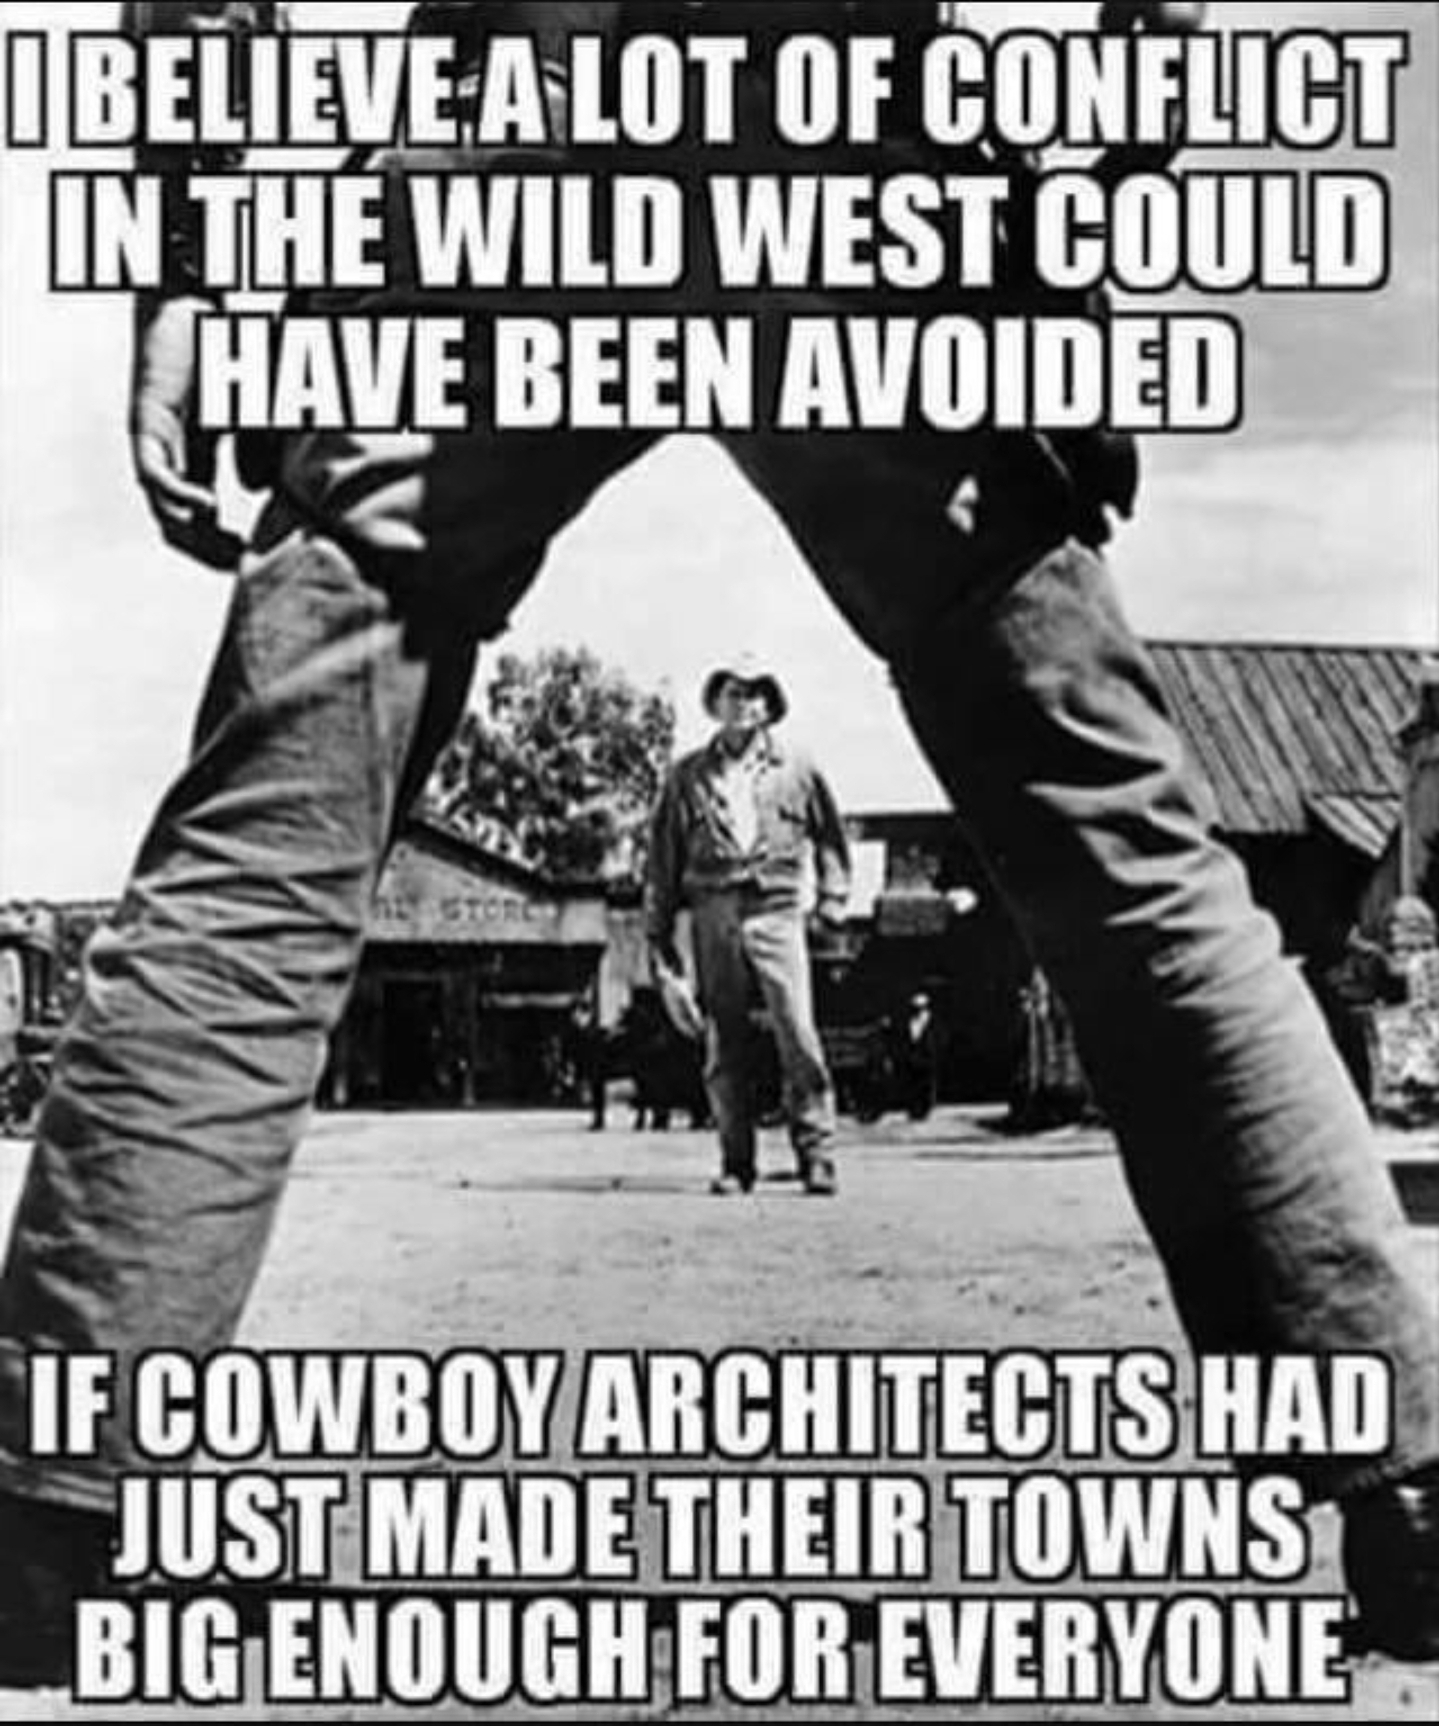 I BELIEVE A LOT OF CONFLICT
IN THE WILD WEST COULD
HAVE BEEN AVOIDED
STORE
IF COWBOY ARCHITECTS HAD
JUST MADE THEIR TOWNS
BIG ENOUGH FOR EVERYONE